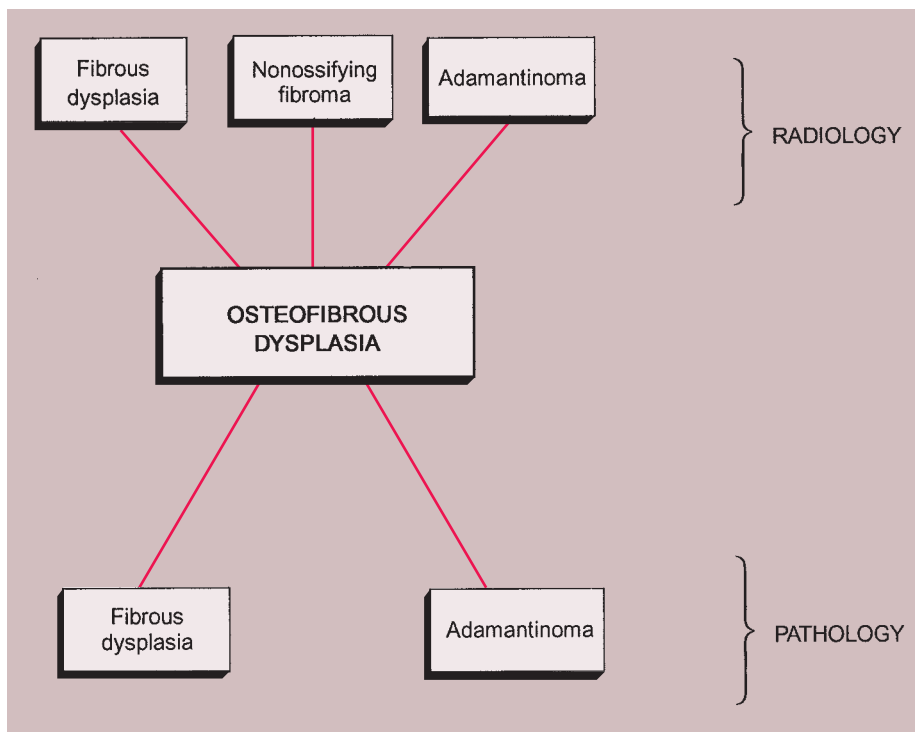 Fibrous
dysplasia
Nonossifying
fibroma
Adamantinoma
RADIOLOGY
OSTEOFIBROUS
DYSPLASIA
Fibrous
dysplasia
Adamantinoma
PATHOLOGY